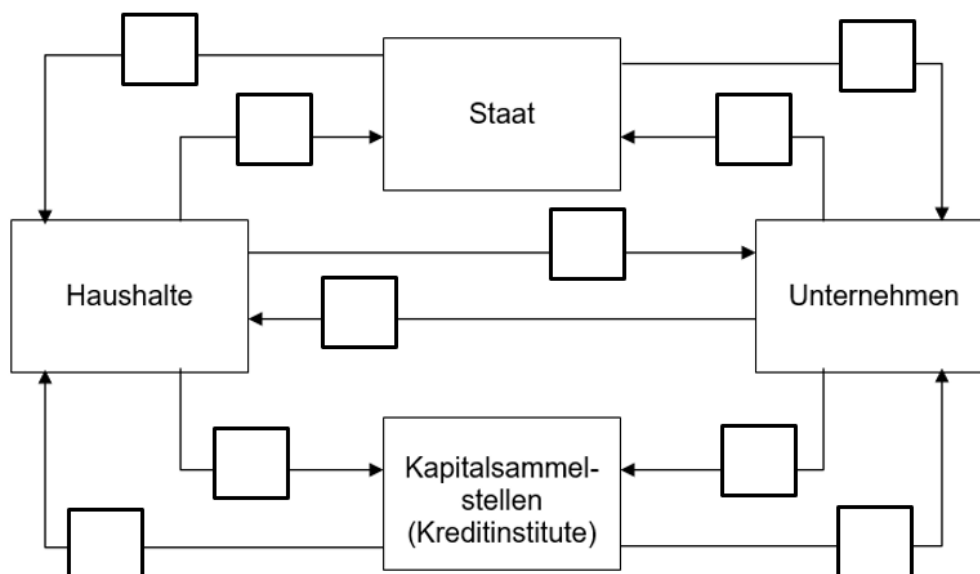 Staat
Haushalte
Unternehmen
Kapitalsammel-
stellen
(Kreditinstitute)